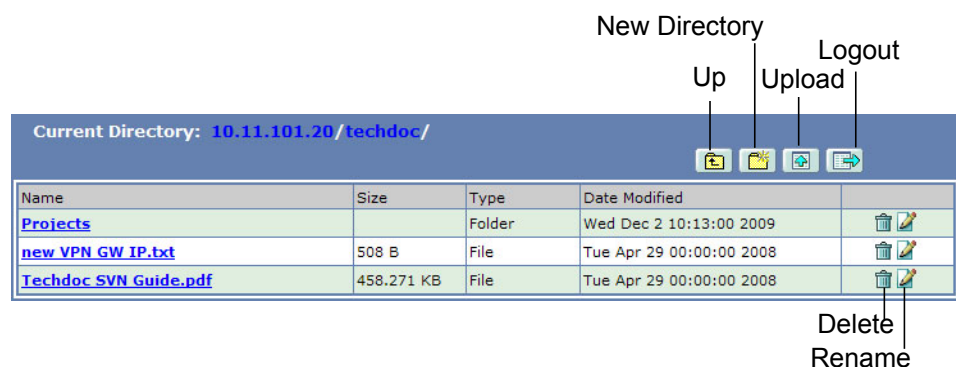 New Directory
Logout
Up
Upload
Current Directory: 10.11.101.20/techdoc/
Name Size Type Date Modified
Projects Folder Wed Dec 2 10:13:00 2009
new VPN GW IP.txt 508 B File Tue Apr 29 00:00:00 2008
Techdoc SVN Guide.pdf 458.271 KB File Tue Apr 29 00:00:00 2008
Delete
Rename